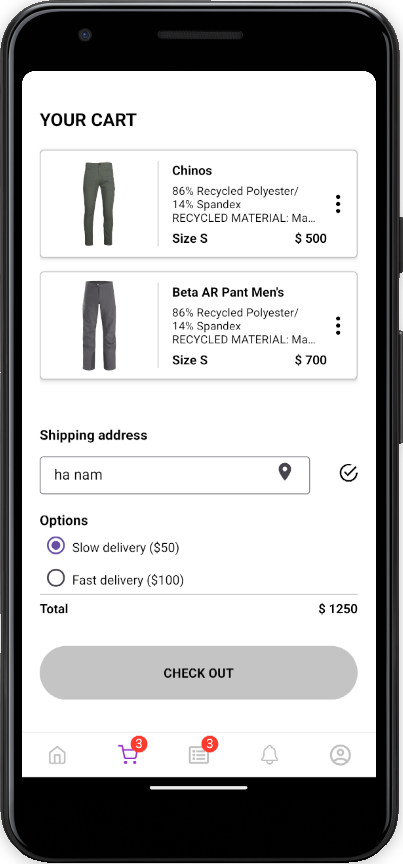 YOUR CART
Chinos
86% Recycled Polyester/
14% Spandex
RECYCLED MATERIAL: Ma...
Size S $ 500
Beta AR Pant Men's
86% Recycled Polyester/
14% Spandex
RECYCLED MATERIAL: Ma...
Size S $ 700
Shipping address
ha nam
Options
Slow delivery ($50)
Fast delivery ($100)
Total $ 1250
CHECK OUT
3 3